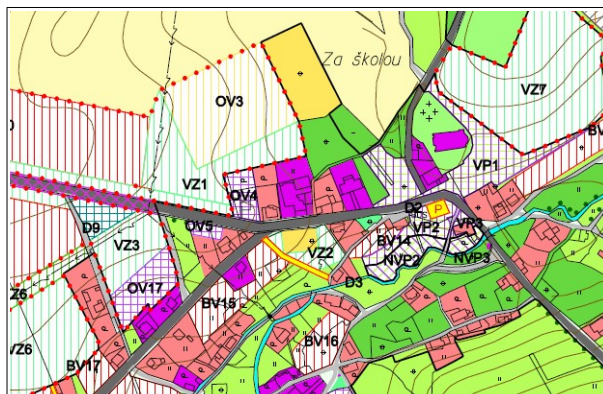 Za školou
OV3
VZ7
BV
VZ1
OV4
VP1
D2
P
OV5
VP2
VP3
D9
VZ3
VZ2
BV14
NVP2
NVP3
D3
OV17
Z6
BV15
VZ6
BV16
BV17